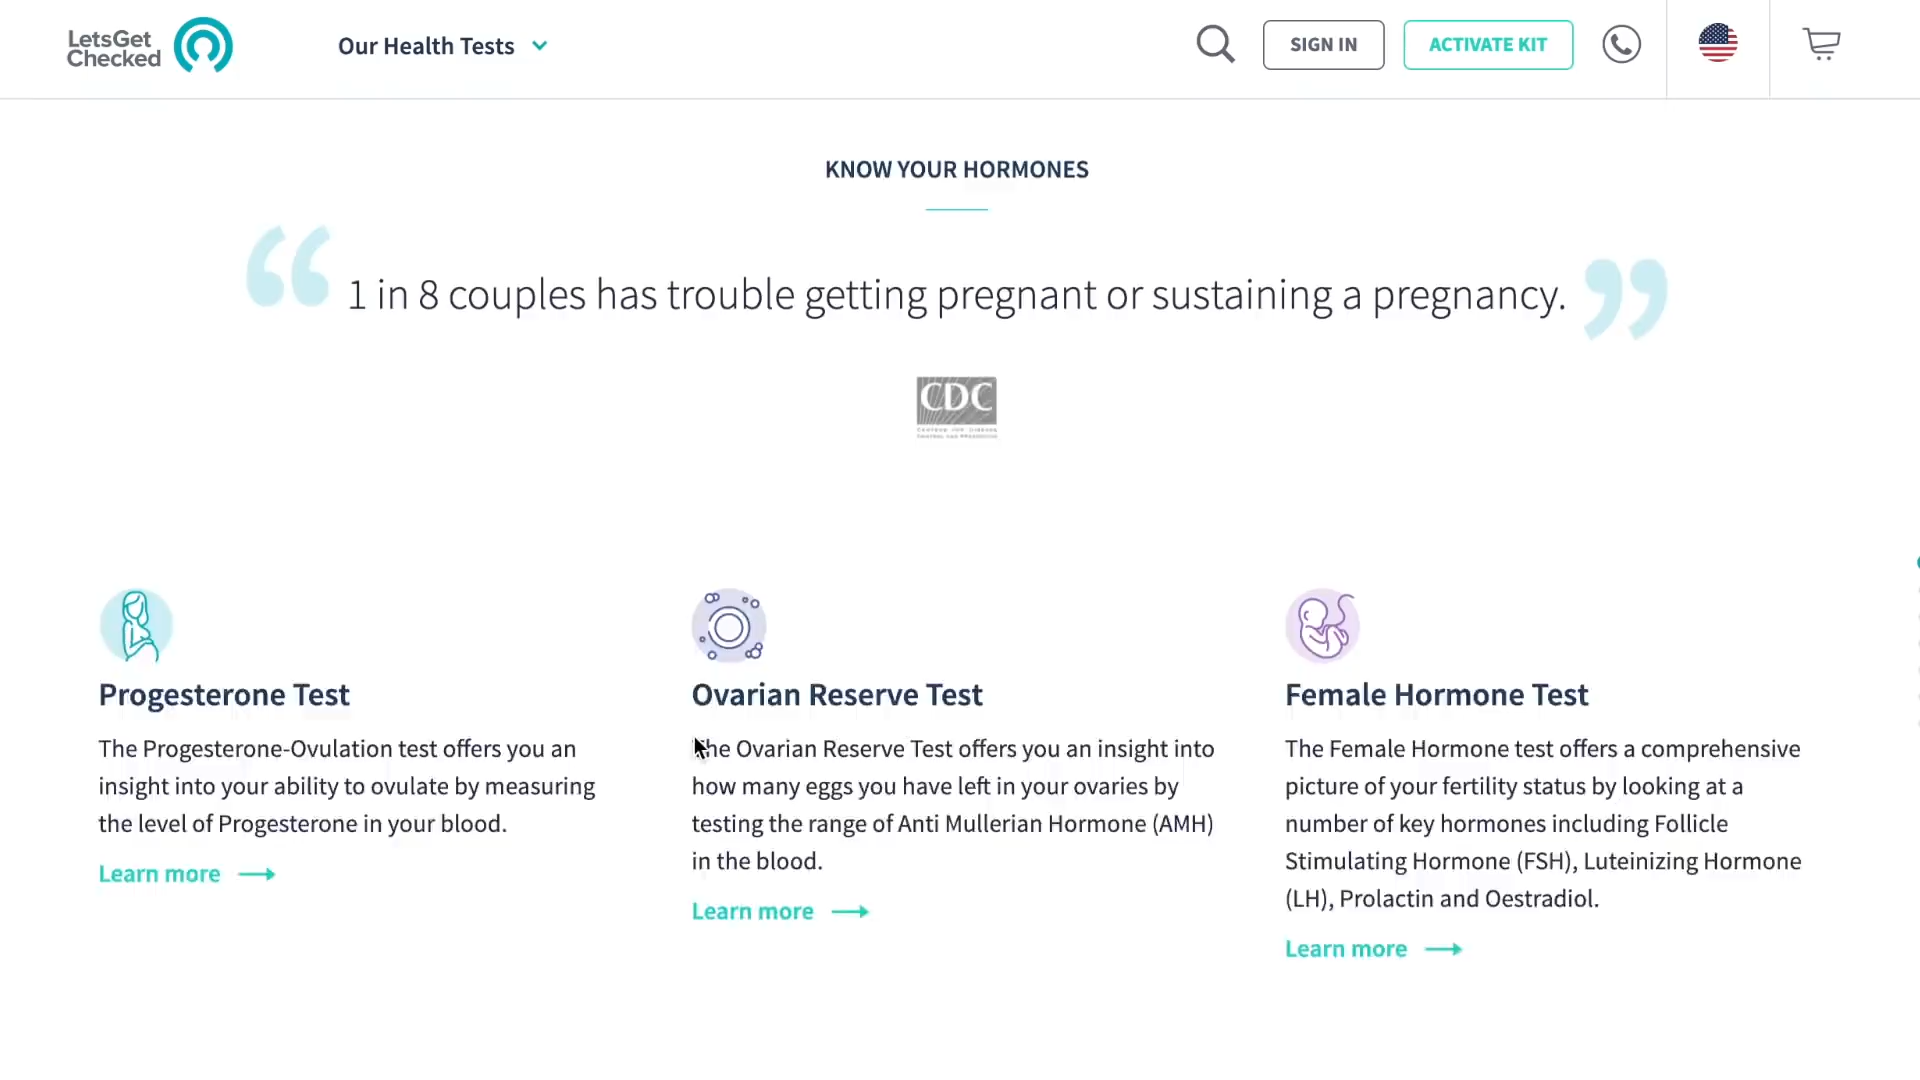 LetsGet
Checked
Our Health Tests
SIGN IN
ACTIVATE KIT
KNOW YOUR HORMONES
“ 1 in 8 couples has trouble getting pregnant or sustaining a pregnancy. ”
CDC
Progesterone Test
The Progesterone-Ovulation test offers you an
insight into your ability to ovulate by measuring
the level of Progesterone in your blood.
Learn more
Ovarian Reserve Test
The Ovarian Reserve Test offers you an insight into
how many eggs you have left in your ovaries by
testing the range of Anti Mullerian Hormone (AMH)
in the blood.
Learn more
Female Hormone Test
The Female Hormone test offers a comprehensive
picture of your fertility status by looking at a
number of key hormones including Follicle
Stimulating Hormone (FSH), Luteinizing Hormone
(LH), Prolactin and Oestradiol.
Learn more